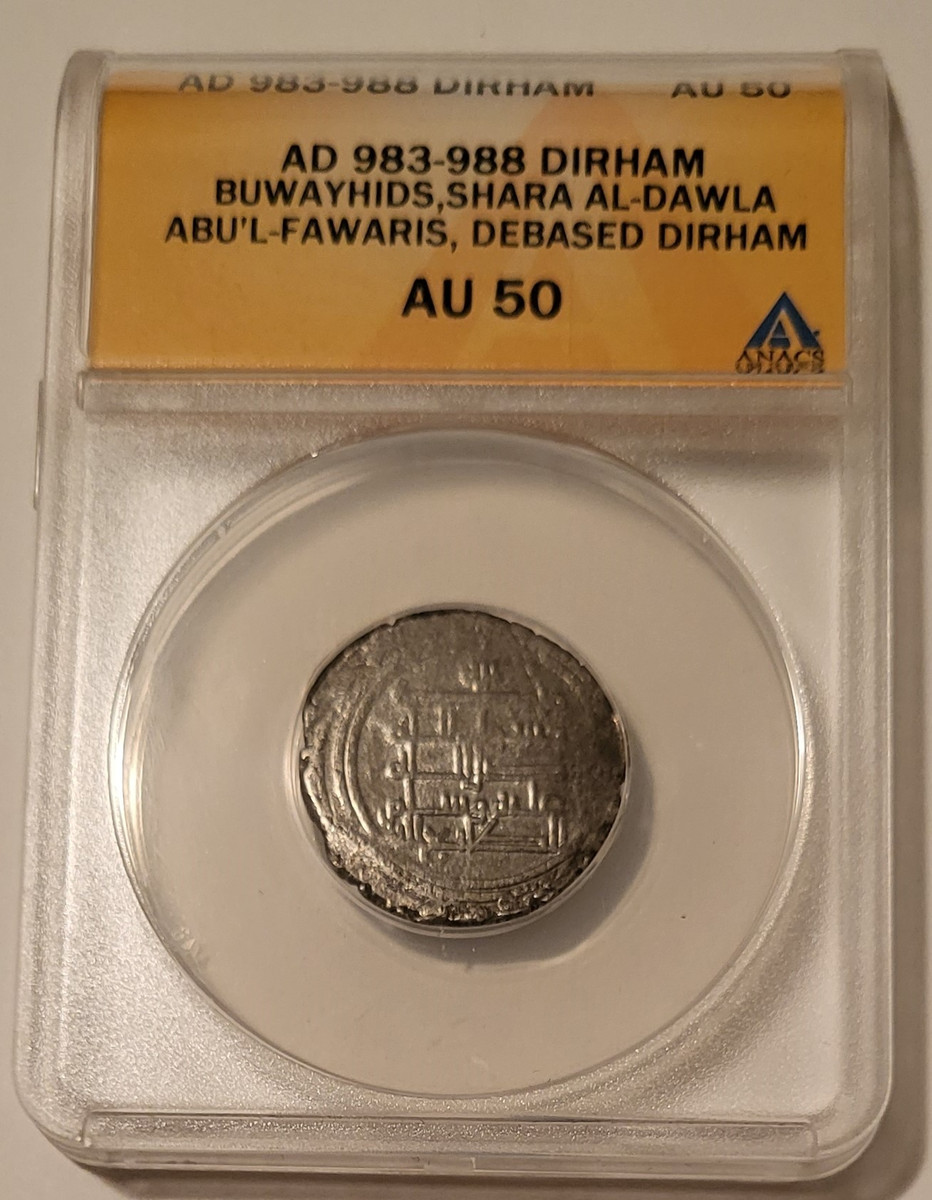 AD 983-988 DIRHAM AU 50
AD 983-988 DIRHAM
BUWAYHIDS,SHARA AL-DAWLA
ABU'L-FAWARIS, DEBASED DIRHAM
AU 50
ANACS